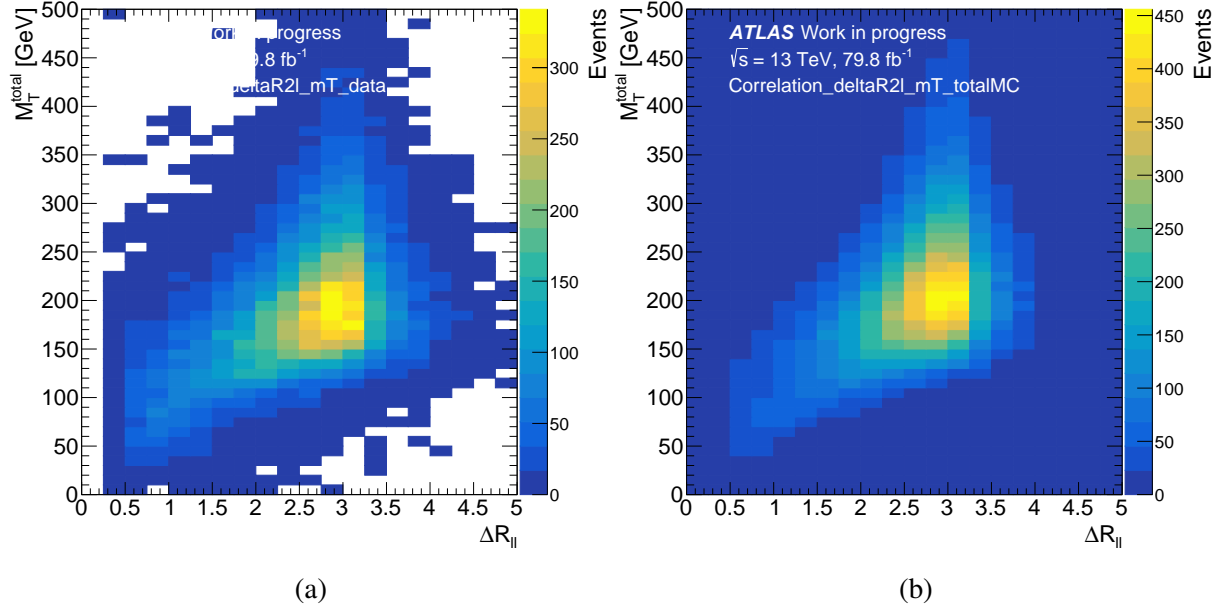 M_T^total [GeV]
500
450
400
350
300
250
200
150
100
50
0
in progress
9.8 fb⁻¹
deltaR2l_mT_data
0 0.5 1 1.5 2 2.5 3 3.5 4 4.5 5
ΔR_ll
Events
300
250
200
150
100
50
0
(a)
M_T^total [GeV]
500
450
400
350
300
250
200
150
100
50
0
ATLAS Work in progress
√s = 13 TeV, 79.8 fb⁻¹
Correlation_deltaR2l_mT_totalMC
0 0.5 1 1.5 2 2.5 3 3.5 4 4.5 5
ΔR_ll
Events
450
400
350
300
250
200
150
100
50
0
(b)